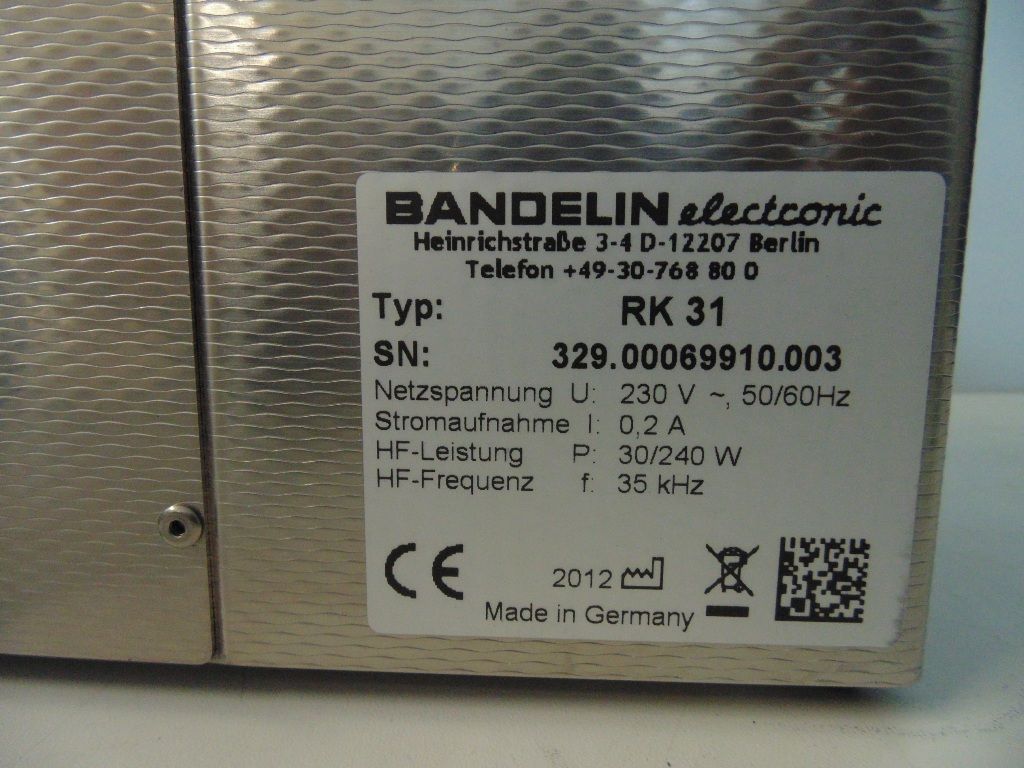 BANDELIN electronic
Heinrichstraße 3-4 D-12207 Berlin
Telefon +49-30-768 80 0
Typ: RK 31
SN: 329.00069910.003
Netzspannung U: 230 V ~, 50/60Hz
Stromaufnahme I: 0,2 A
HF-Leistung P: 30/240 W
HF-Frequenz f: 35 kHz
CE 2012
Made in Germany